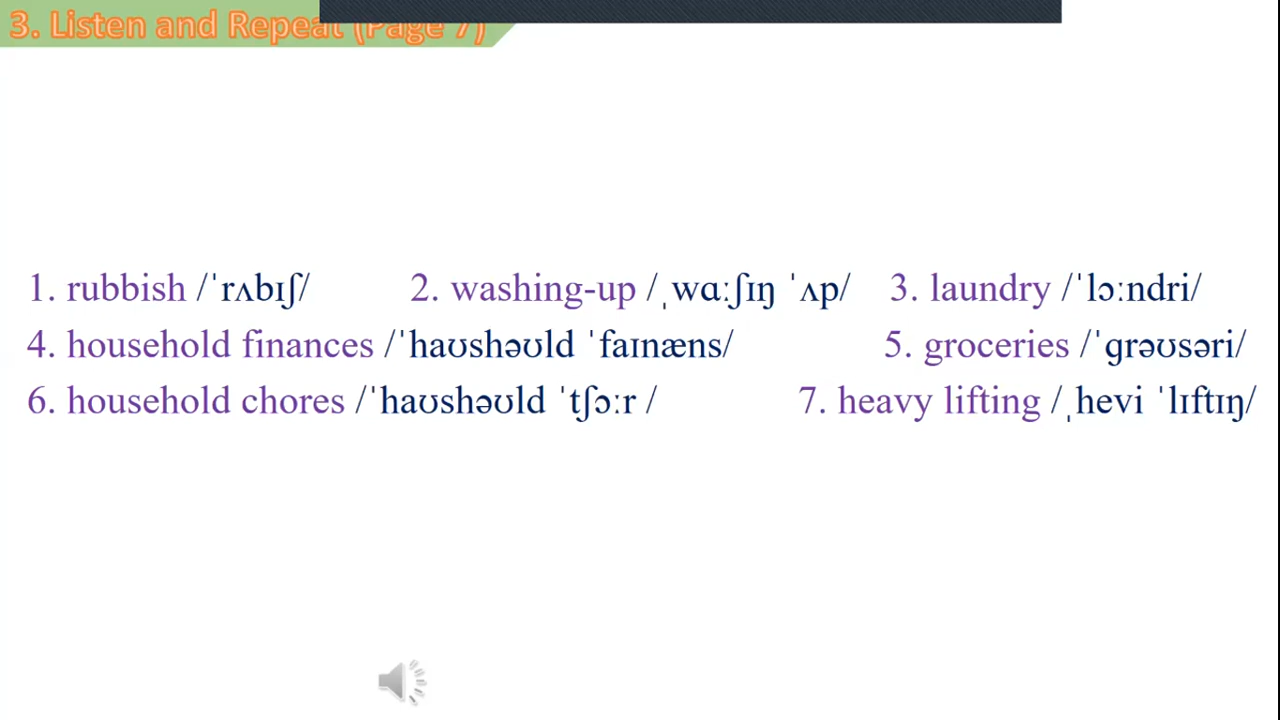 3. Listen and Repeat (Page 7)
1. rubbish /ˈrʌbɪʃ/ 2. washing-up /ˌwɑːʃɪŋ ˈʌp/ 3. laundry /ˈlɔːndri/
4. household finances /ˈhaʊshəʊld ˈfaɪnæns/ 5. groceries /ˈɡrəʊsəri/
6. household chores /ˈhaʊshəʊld ˈtʃɔːr / 7. heavy lifting /ˌhevi ˈlɪftɪŋ/